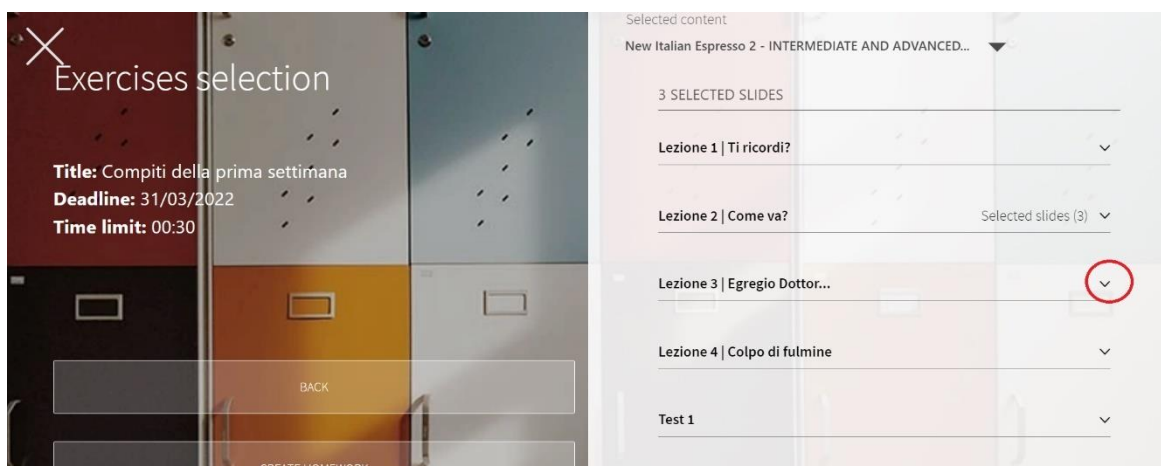 Exercises selection
Title: Compiti della prima settimana
Deadline: 31/03/2022
Time limit: 00:30
BACK
CREATE HOMEWORK
Selected content
New Italian Espresso 2 - INTERMEDIATE AND ADVANCED...
3 SELECTED SLIDES
Lezione 1 | Ti ricordi?
Lezione 2 | Come va? Selected slides (3)
Lezione 3 | Egregio Dottor...
Lezione 4 | Colpo di fulmine
Test 1